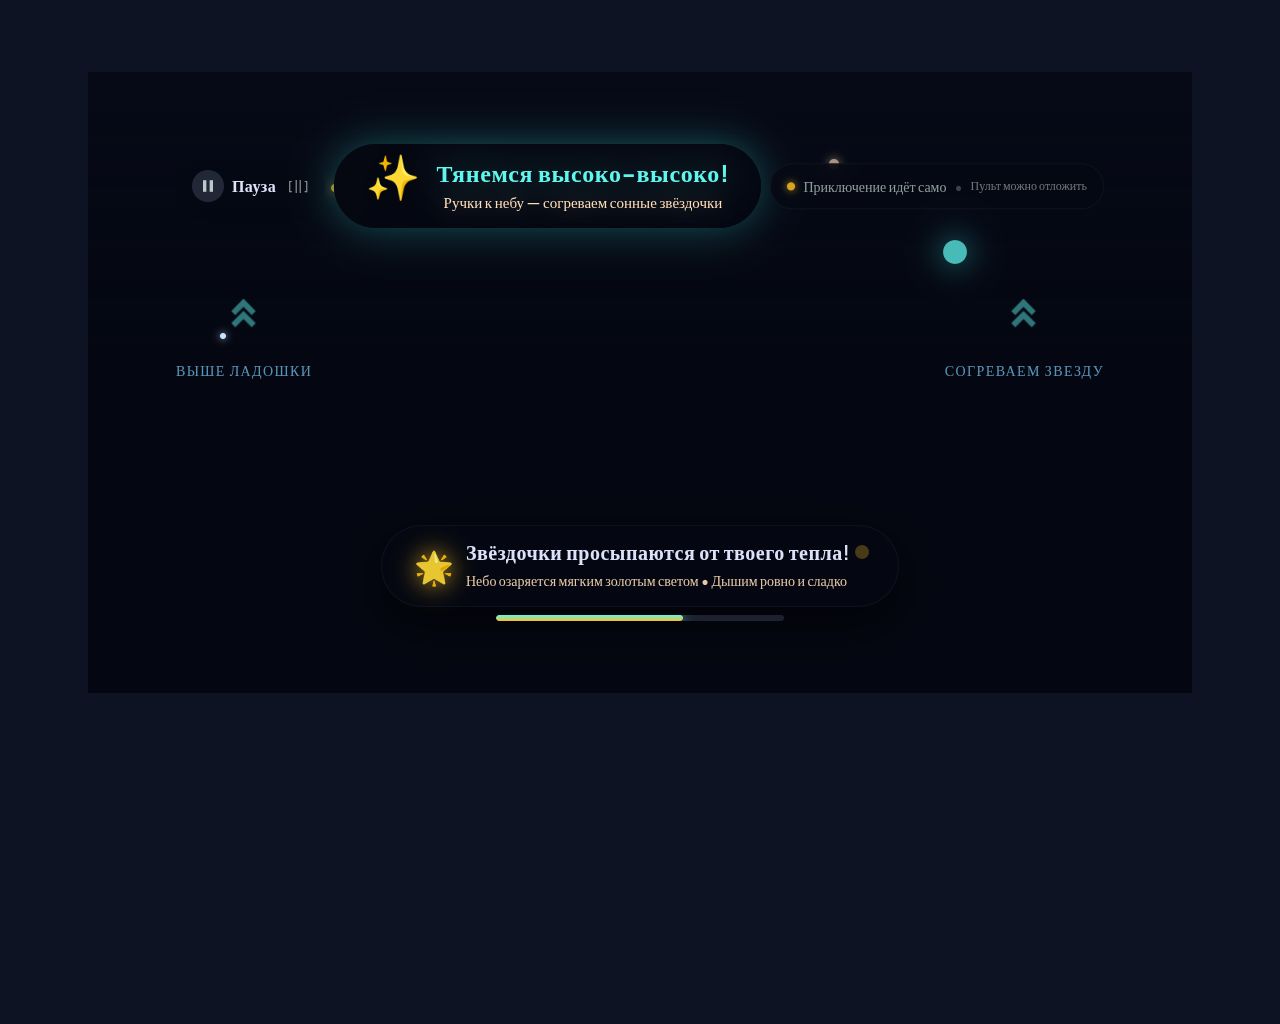 Пауза [||]
Тянемся высоко-высоко!
Ручки к небу — согреваем сонные звёздочки
Приключение идёт само ● Пульт можно отложить
ВЫШЕ ЛАДОШКИ
СОГРЕВАЕМ ЗВЕЗДУ
Звёздочки просыпаются от твоего тепла!
Небо озаряется мягким золотым светом ● Дышим ровно и сладко